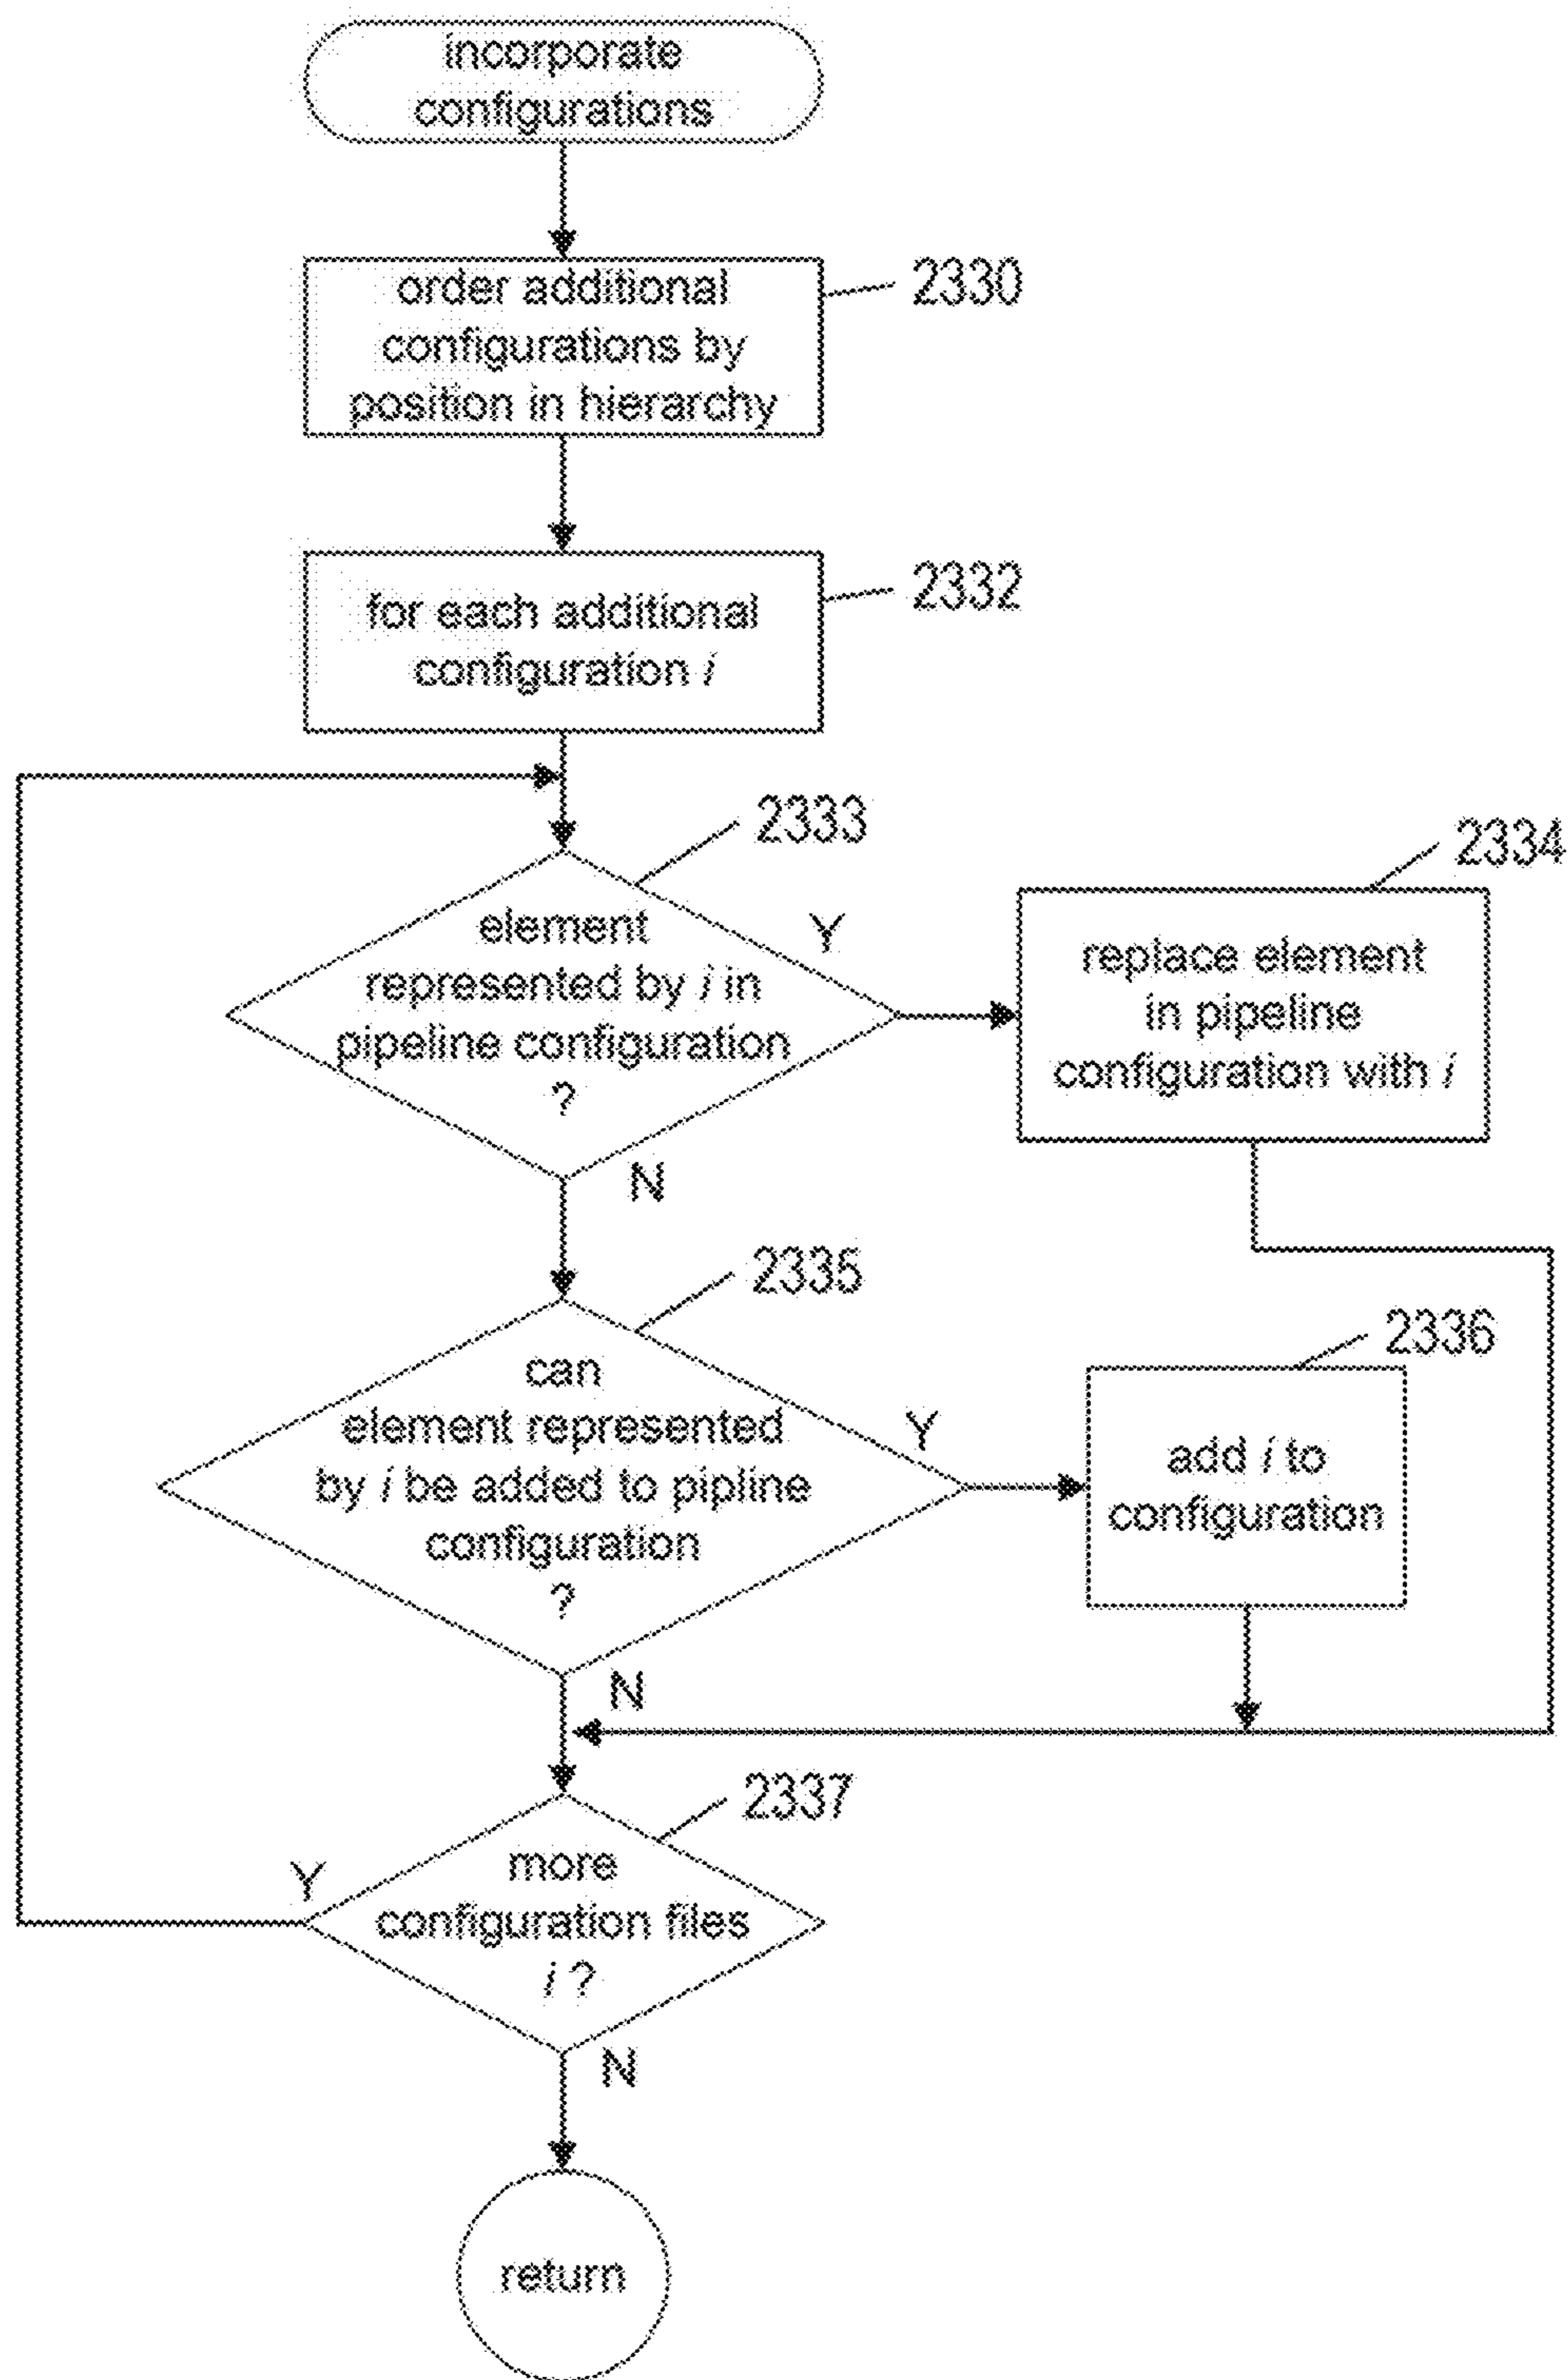 incorporate
configurations
order additional
configurations by
position in hierarchy
2330
for each additional
configuration i
2332
2333
element
represented by i in
pipeline configuration
?
Y
N
2334
replace element
in pipeline
configuration with i
2335
can
element represented
by i be added to pipline
configuration
?
Y
N
2336
add i to
configuration
2337
more
configuration files
i ?
Y
N
return